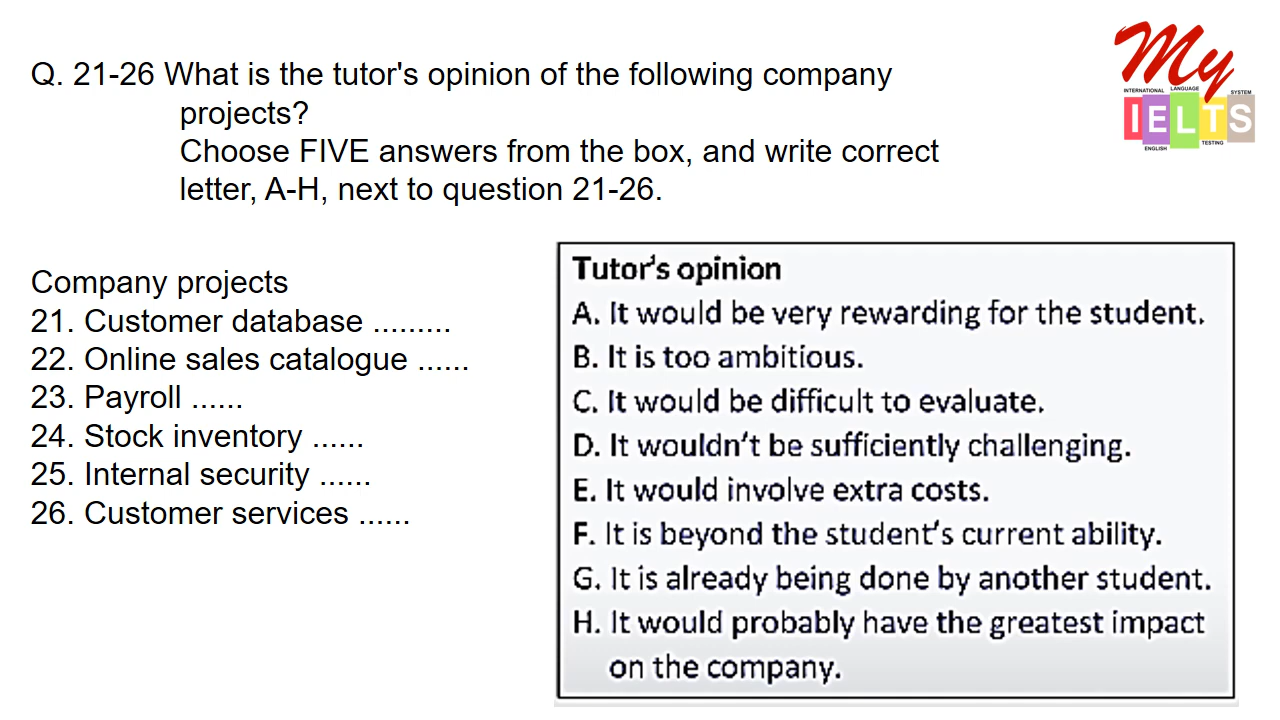 Q. 21-26 What is the tutor's opinion of the following company
projects?
Choose FIVE answers from the box, and write correct
letter, A-H, next to question 21-26.
My
INTERNATIONAL LANGUAGE SYSTEM
IELTS
ENGLISH TESTING
Company projects
21. Customer database .........
22. Online sales catalogue ......
23. Payroll ......
24. Stock inventory ......
25. Internal security ......
26. Customer services ......
Tutor's opinion
A. It would be very rewarding for the student.
B. It is too ambitious.
C. It would be difficult to evaluate.
D. It wouldn't be sufficiently challenging.
E. It would involve extra costs.
F. It is beyond the student's current ability.
G. It is already being done by another student.
H. It would probably have the greatest impact
on the company.